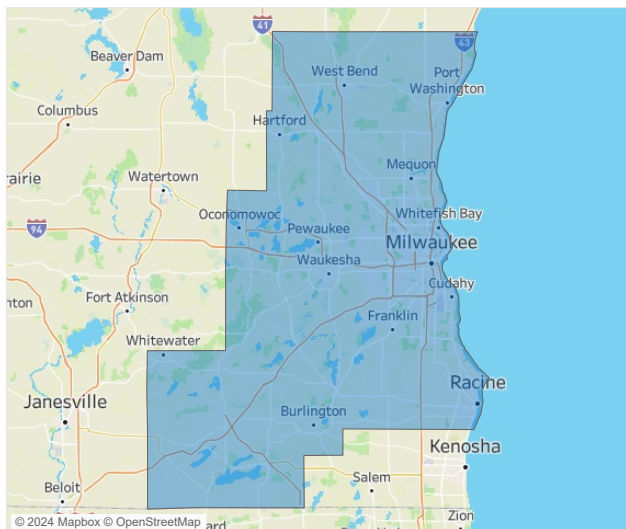 41
43
Beaver Dam
West Bend
Port
Washington
Columbus
Hartford
Mequon
rairie
Watertown
Oconomowoc
Whitefish Bay
94
Pewaukee
Milwaukee
Waukesha
Cudahy
nton
Fort Atkinson
Franklin
Whitewater
Racine
Janesville
Burlington
Kenosha
Salem
Beloit
Zion
© 2024 Mapbox © OpenStreetMap
ard